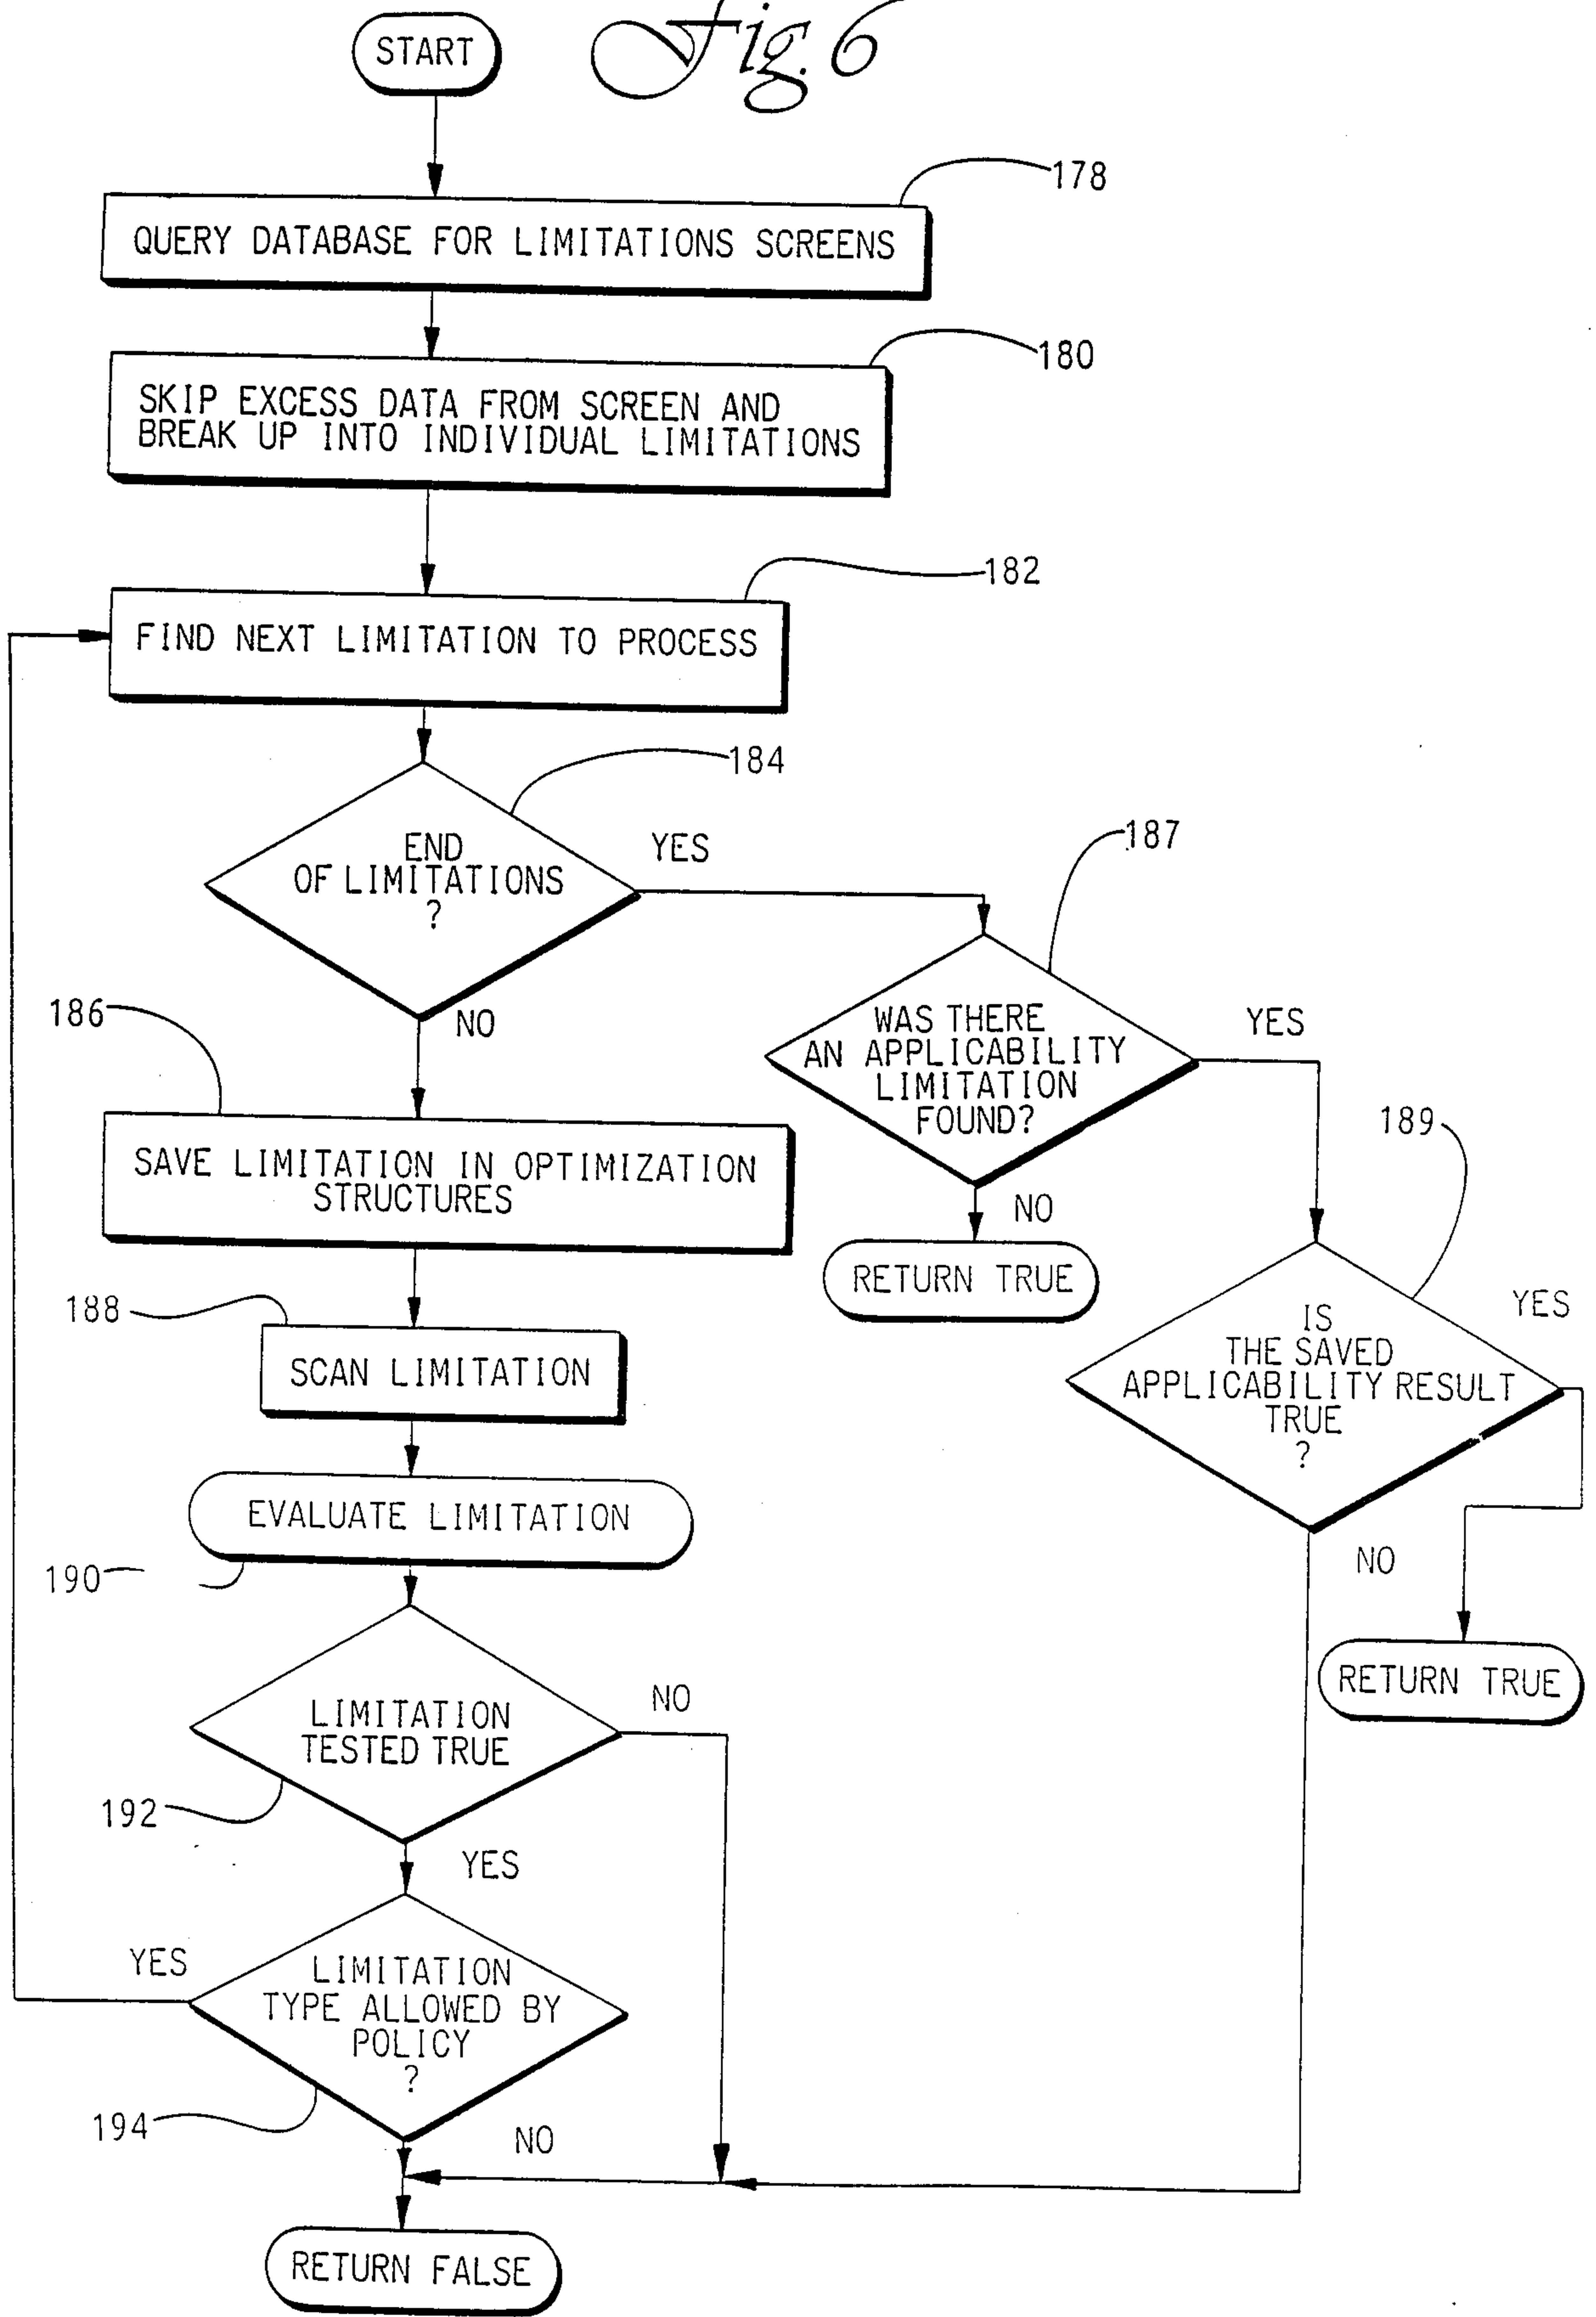 START
Fig. 6
178
QUERY DATABASE FOR LIMITATIONS SCREENS
180
SKIP EXCESS DATA FROM SCREEN AND
BREAK UP INTO INDIVIDUAL LIMITATIONS
182
FIND NEXT LIMITATION TO PROCESS
184
END
OF LIMITATIONS
?
YES
187
NO
186
WAS THERE
AN APPLICABILITY
LIMITATION
FOUND?
YES
189
SAVE LIMITATION IN OPTIMIZATION
STRUCTURES
NO
RETURN TRUE
188
SCAN LIMITATION
IS
THE SAVED
APPLICABILITY RESULT
TRUE
?
YES
NO
RETURN TRUE
EVALUATE LIMITATION
190
LIMITATION
TESTED TRUE
NO
192
YES
LIMITATION
TYPE ALLOWED BY
POLICY
?
YES
194
NO
RETURN FALSE